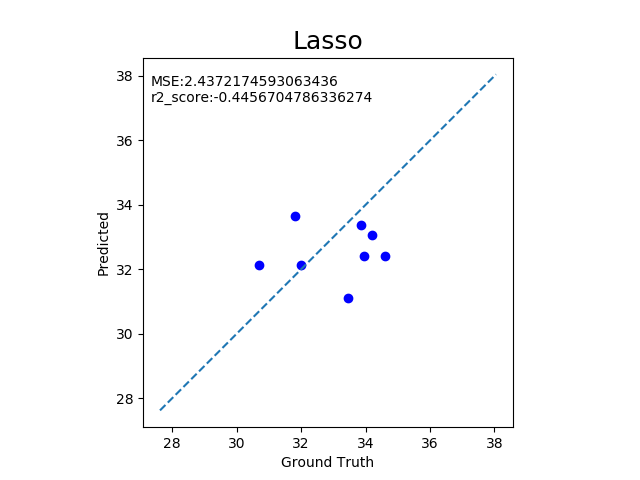 Lasso
MSE:2.4372174593063436
r2_score:-0.4456704786336274
38
36
34
32
30
28
Predicted
28 30 32 34 36 38
Ground Truth